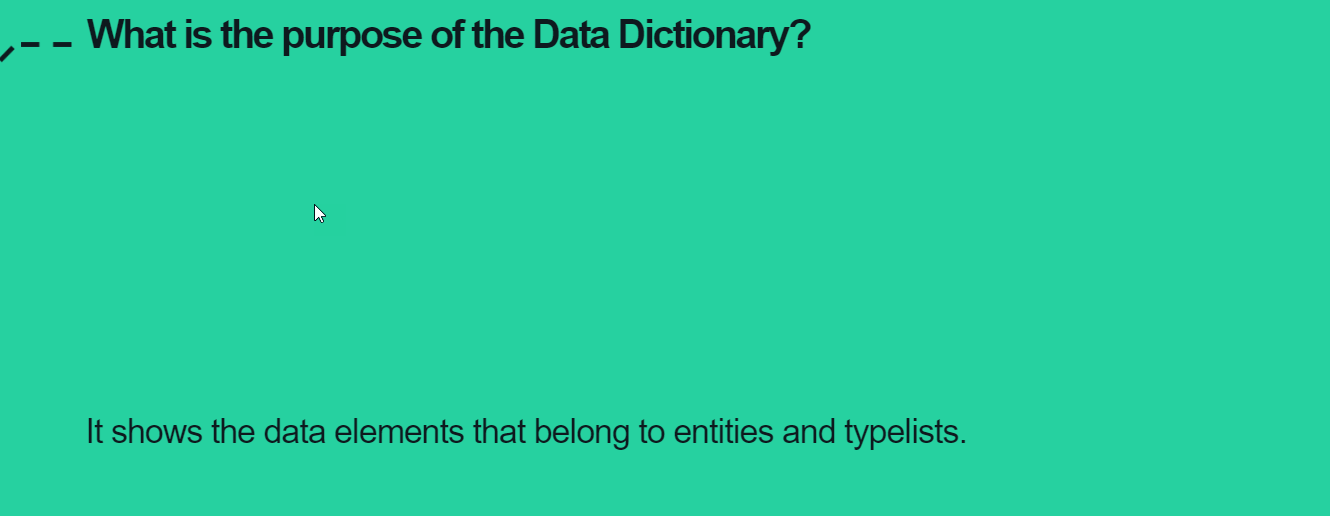 What is the purpose of the Data Dictionary?
It shows the data elements that belong to entities and typelists.